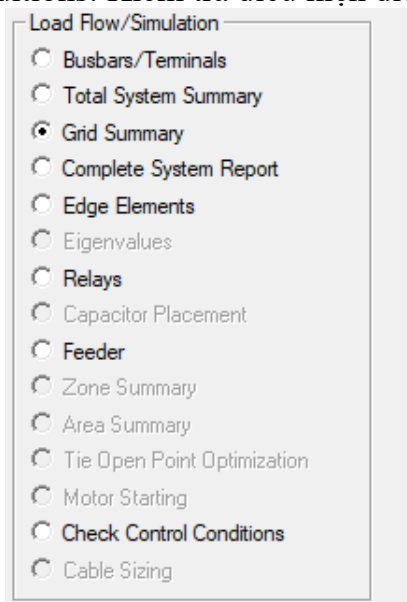 Load Flow/Simulation
Busbars/Terminals
Total System Summary
Grid Summary
Complete System Report
Edge Elements
Eigenvalues
Relays
Capacitor Placement
Feeder
Zone Summary
Area Summary
Tie Open Point Optimization
Motor Starting
Check Control Conditions
Cable Sizing